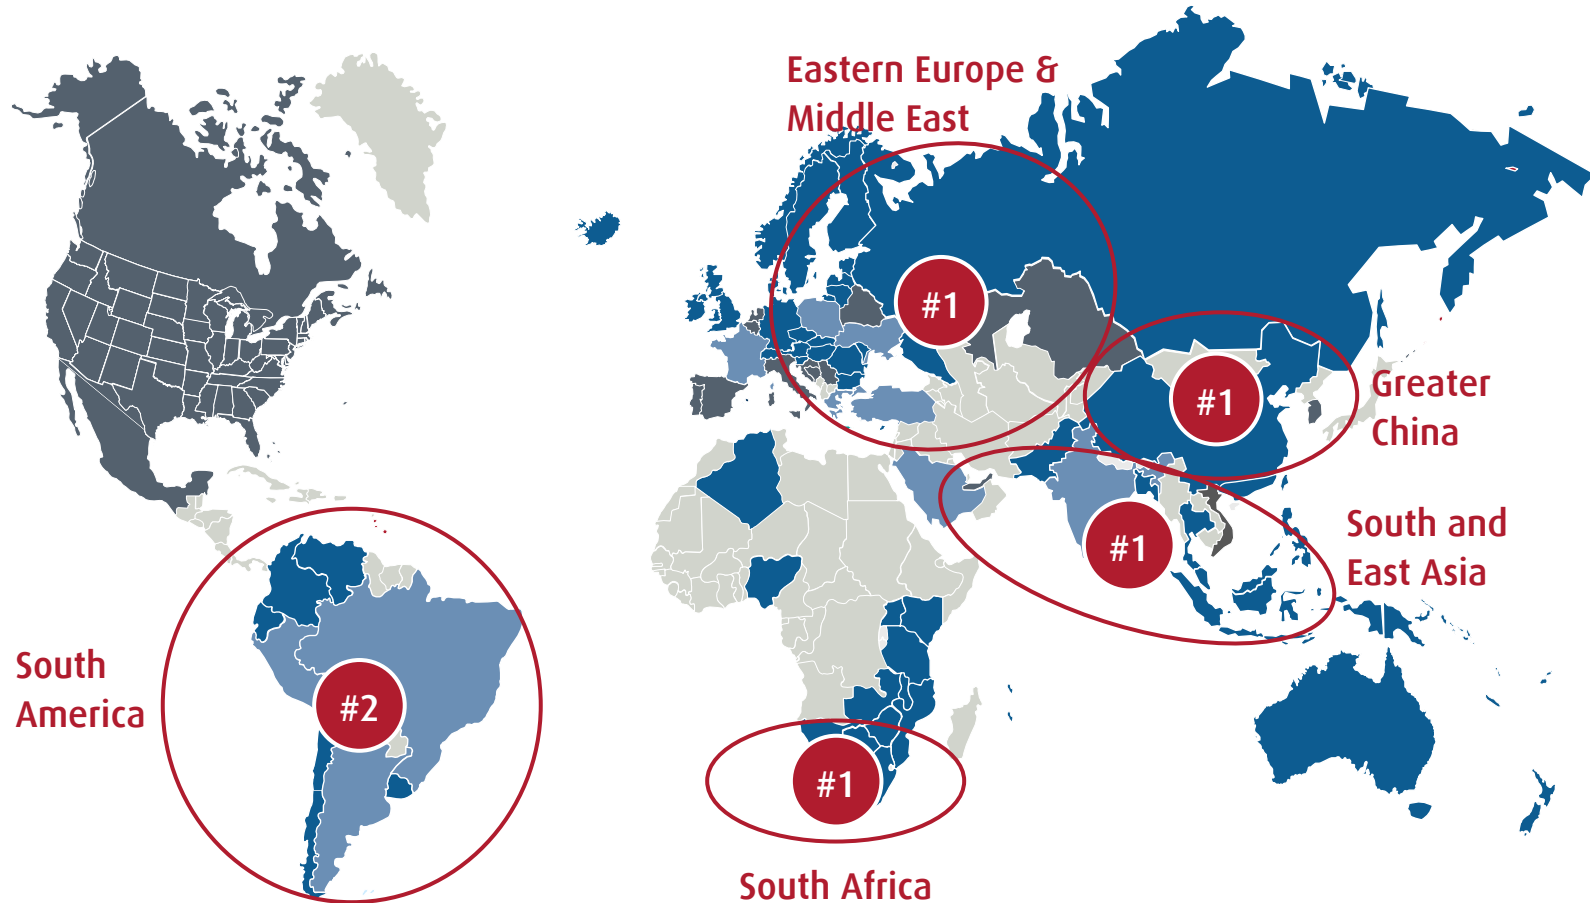 Eastern Europe &
Middle East
#1
#1
Greater
China
#1
South and
East Asia
South
America
#2
#1
South Africa